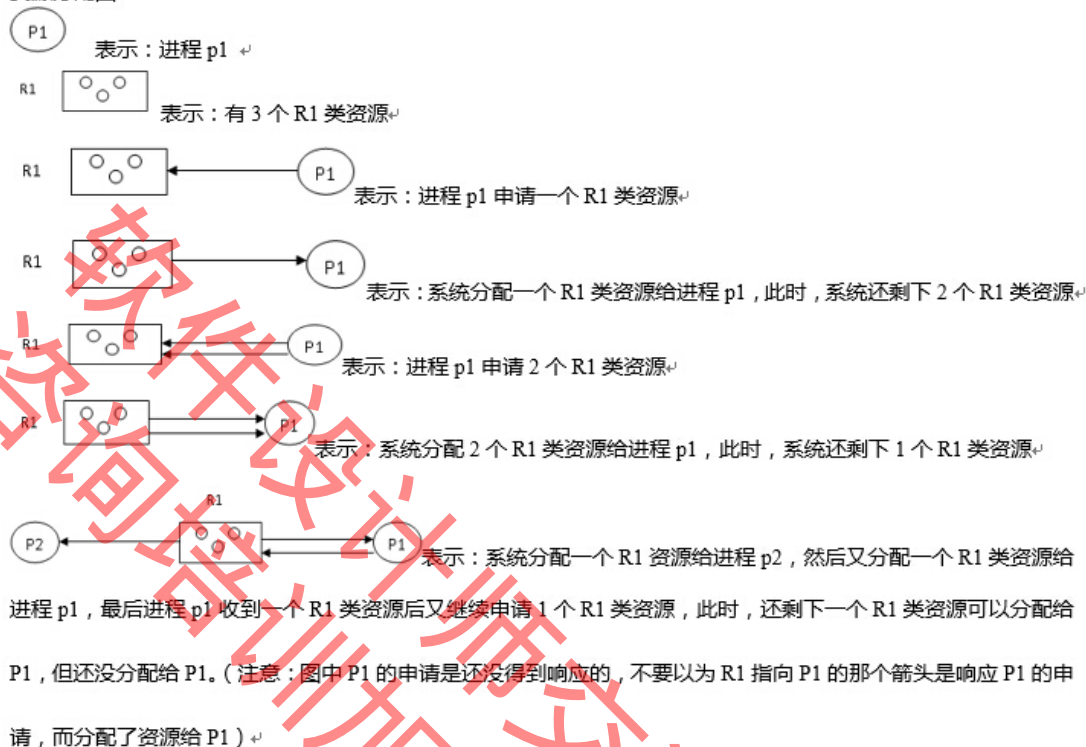 P1
表示：进程 p1
R1
表示：有 3 个 R1 类资源
R1
P1
表示：进程 p1 申请一个 R1 类资源
R1
P1
表示：系统分配一个 R1 类资源给进程 p1，此时，系统还剩下 2 个 R1 类资源
R1
P1
表示：进程 p1 申请 2 个 R1 类资源
R1
P1
表示：系统分配 2 个 R1 类资源给进程 p1，此时，系统还剩下 1 个 R1 类资源
R1
P2
P1
表示：系统分配一个 R1 资源给进程 p2，然后又分配一个 R1 类资源给
进程 p1，最后进程 p1 收到一个 R1 类资源后又继续申请 1 个 R1 类资源，此时，还剩下一个 R1 类资源可以分配给
P1，但还没分配给 P1。（注意：图中 P1 的申请是还没得到响应的，不要以为 R1 指向 P1 的那个箭头是响应 P1 的申
请，而分配了资源给 P1）
软件设计师交
咨询培训加